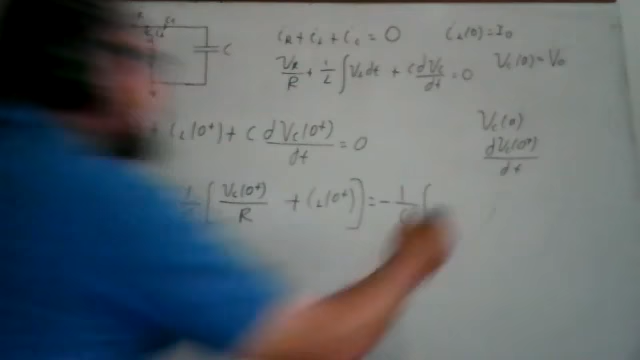 C
i_R + i_L + i_C = 0
i_L(0) = I_0
V_R/R + 1/L ∫V_L dt + C dV_C/dt = 0
V_C(0) = V_0
+ i_L(0⁺) + C dV_C(0⁺)/dt = 0
V_C(0)
dV_C(0⁺)/dt
[ V_C(0⁺)/R + i_L(0⁺) ] = - 1/C [